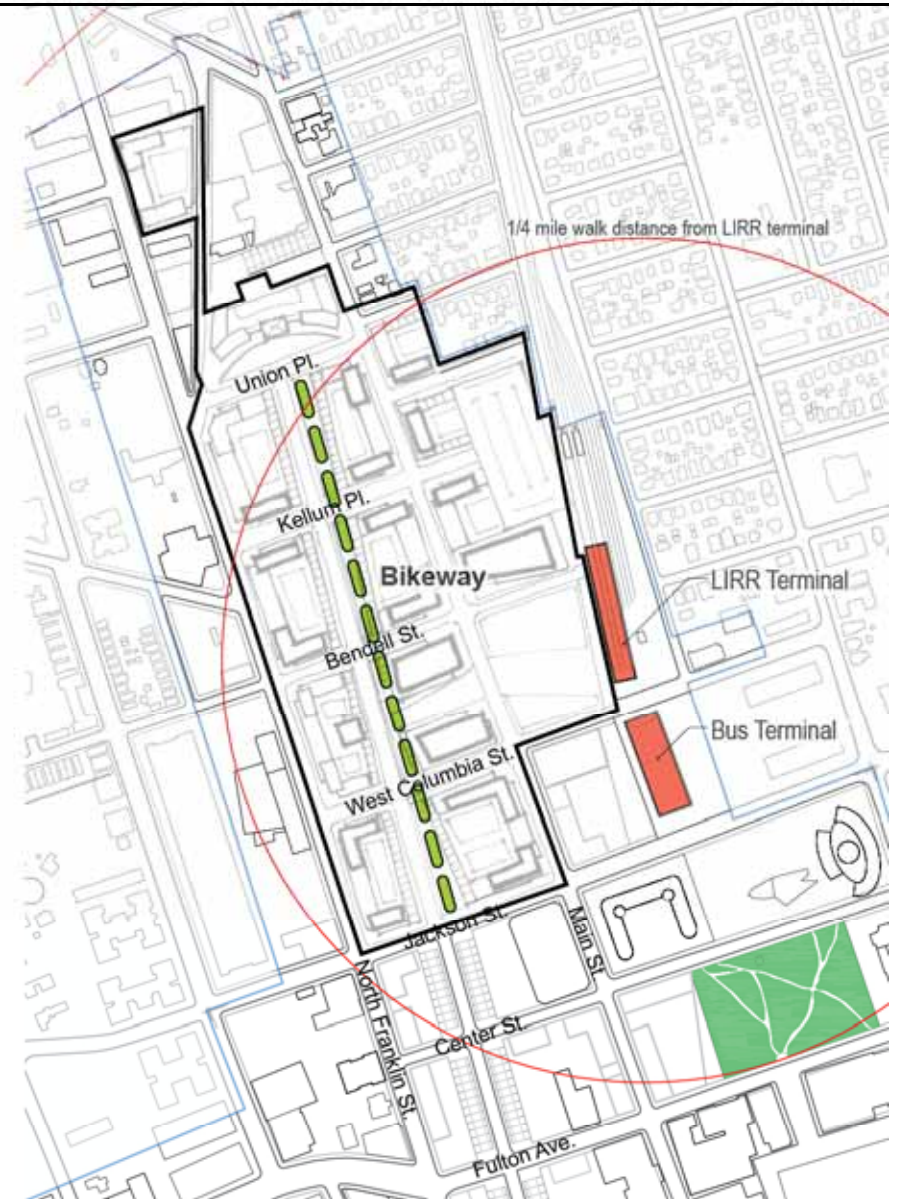 1/4 mile walk distance from LIRR terminal
Union Pl.
Kellum Pl.
Bikeway
LIRR Terminal
Bendell St.
Bus Terminal
West Columbia St.
Jackson St.
Main St.
North Franklin St.
Center St.
Fulton Ave.